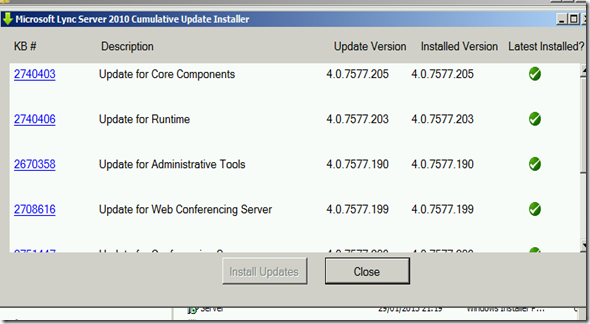 Microsoft Lync Server 2010 Cumulative Update Installer
KB # Description Update Version Installed Version Latest Installed?
2740403 Update for Core Components 4.0.7577.205 4.0.7577.205
2740406 Update for Runtime 4.0.7577.203 4.0.7577.203
2670358 Update for Administrative Tools 4.0.7577.190 4.0.7577.190
2708616 Update for Web Conferencing Server 4.0.7577.199 4.0.7577.199
Install Updates Close
Server 29/01/2013 21:19 Windows Installer P...